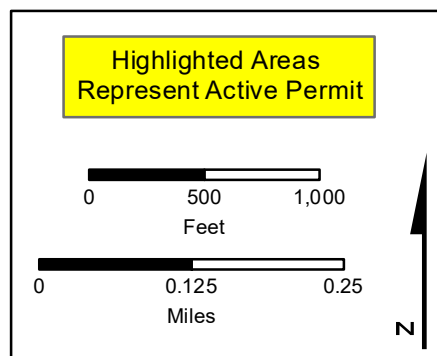 Highlighted Areas
Represent Active Permit
0 500 1,000
Feet
0 0.125 0.25
Miles
N